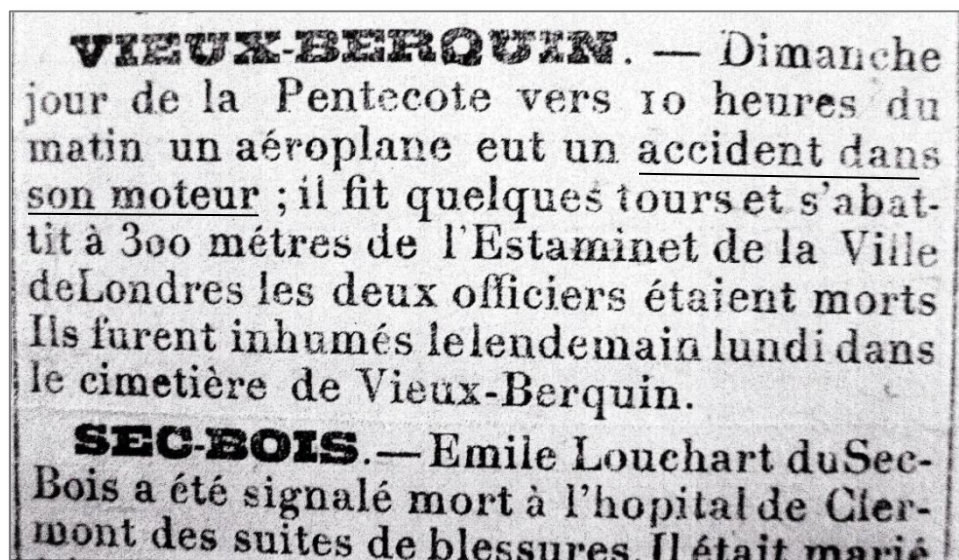 VIEUX-BERQUIN. — Dimanche
jour de la Pentecote vers 10 heures du
matin un aéroplane eut un accident dans
son moteur ; il fit quelques tours et s'abat-
tit à 300 métres de l'Estaminet de la Ville
deLondres les deux officiers étaient morts
Ils furent inhumés lelendemain lundi dans
le cimetière de Vieux-Berquin.
SEC-BOIS.—Emile Louchart duSec-
Bois a été signalé mort à l'hopital de Cler-
mont des suites de blessures. Il était marié